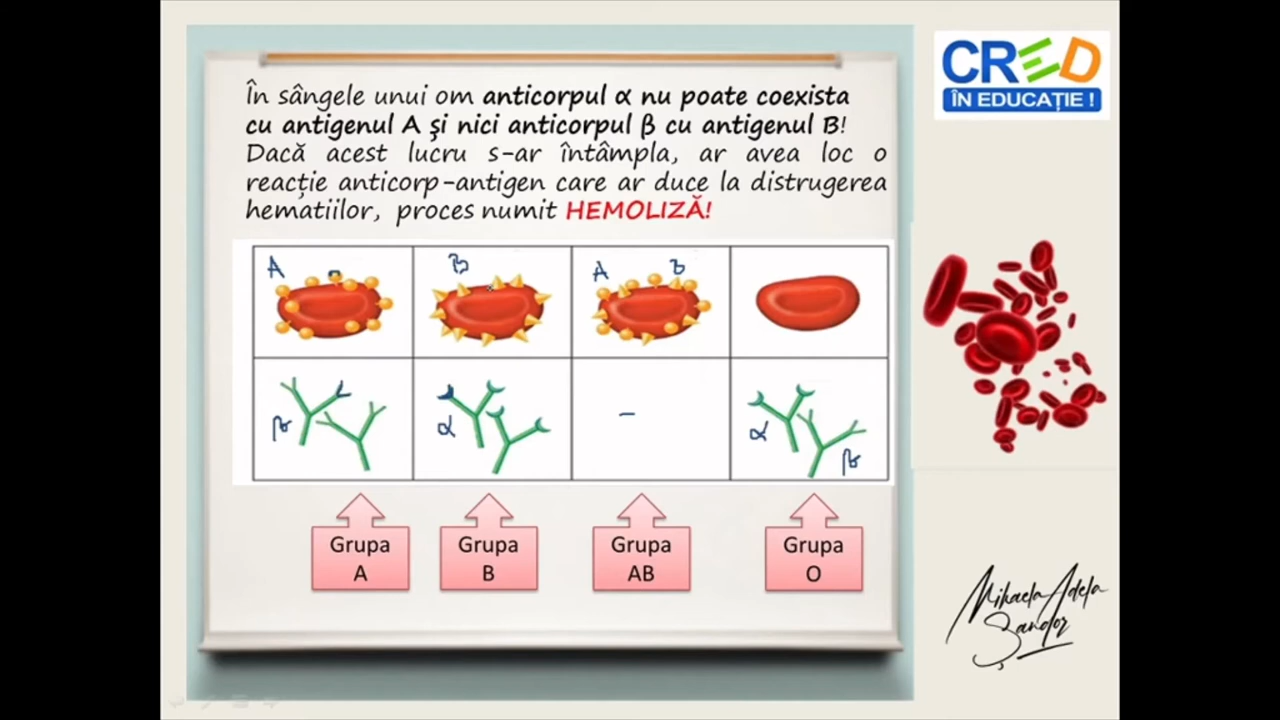 În sângele unui om anticorpul α nu poate coexista
cu antigenul A și nici anticorpul β cu antigenul B!
Dacă acest lucru s-ar întâmpla, ar avea loc o
reacție anticorp-antigen care ar duce la distrugerea
hematiilor, proces numit HEMOLIZĂ!
CRED
ÎN EDUCAȚIE !
A
B
A B
β
α
-
α
β
Grupa
A
Grupa
B
Grupa
AB
Grupa
O
Mihaela Adela
Șandor